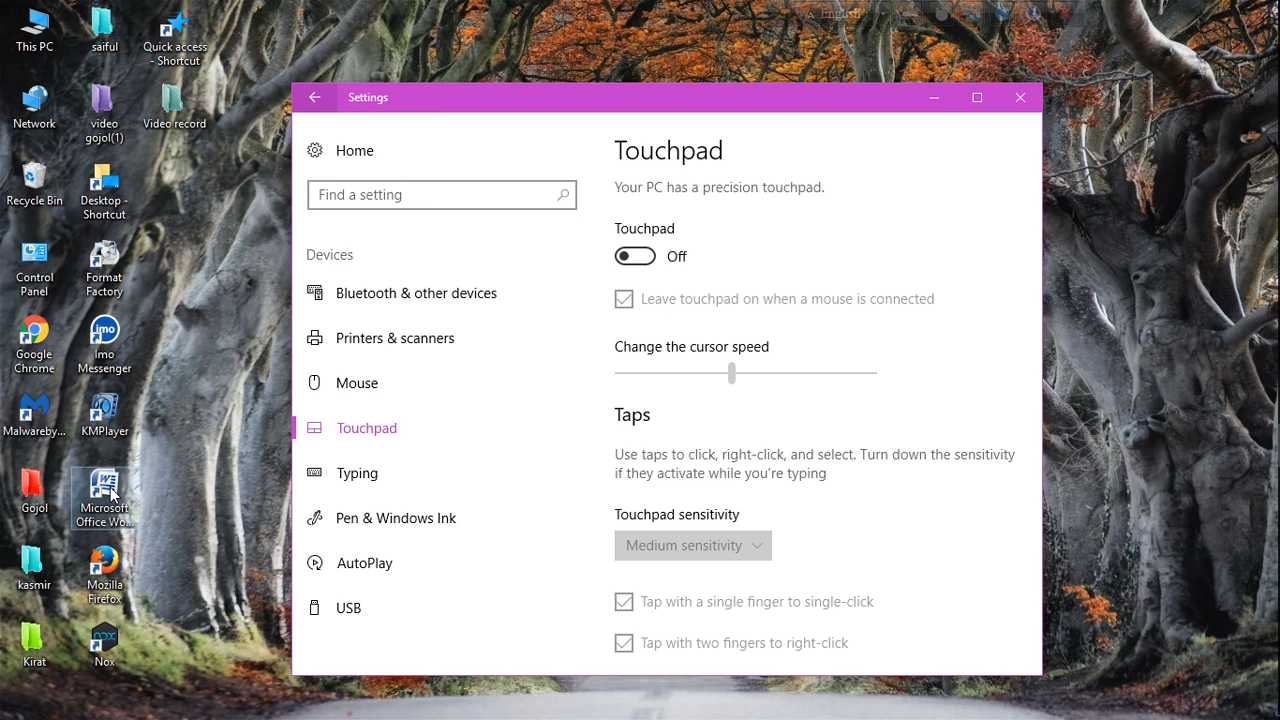 This PC
saiful
Quick access
- Shortcut
Network
video
gojol(1)
Video record
Recycle Bin
Desktop -
Shortcut
Control
Panel
Format
Factory
Google
Chrome
imo
Imo
Messenger
Malwareby...
KMPlayer
Gojol
W
Microsoft
Office Wo...
kasmir
Mozilla
Firefox
Kirat
nox
Nox
English
Settings
Home
Find a setting
Devices
Bluetooth & other devices
Printers & scanners
Mouse
Touchpad
Typing
Pen & Windows Ink
AutoPlay
USB
Touchpad
Your PC has a precision touchpad.
Touchpad
Off
Leave touchpad on when a mouse is connected
Change the cursor speed
Taps
Use taps to click, right-click, and select. Turn down the sensitivity
if they activate while you're typing
Touchpad sensitivity
Medium sensitivity
Tap with a single finger to single-click
Tap with two fingers to right-click